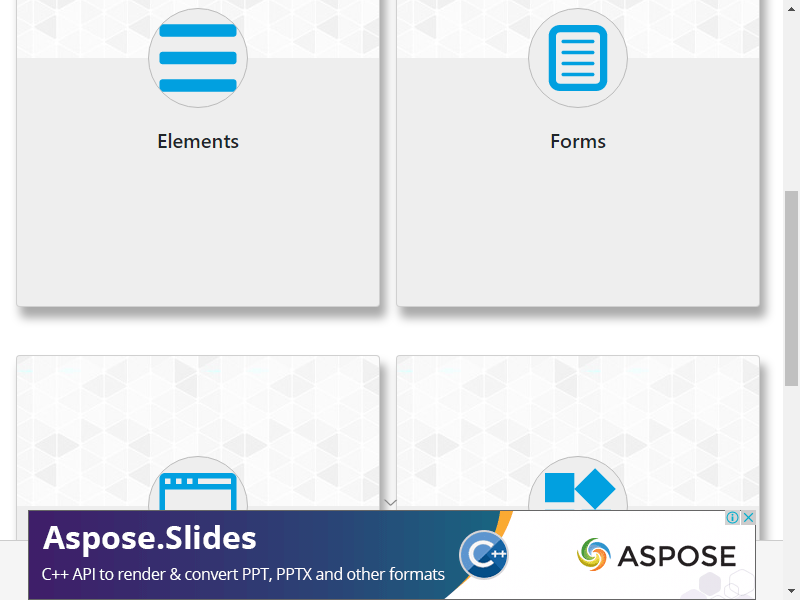 Elements
Forms
Aspose.Slides
C++ API to render & convert PPT, PPTX and other formats
C++
ASPOSE